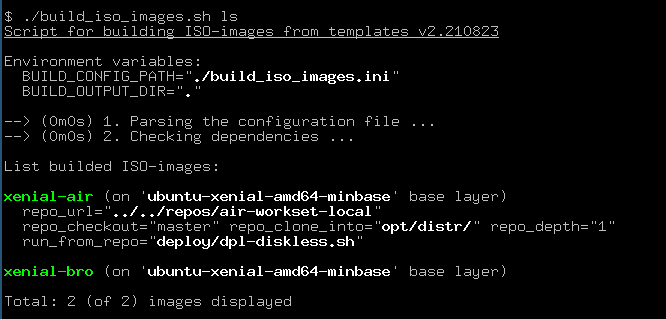 $ ./build_iso_images.sh ls
Script for building ISO-images from templates v2.210823
Environment variables:
BUILD_CONFIG_PATH="./build_iso_images.ini"
BUILD_OUTPUT_DIR="."
--> (0m0s) 1. Parsing the configuration file ...
--> (0m0s) 2. Checking dependencies ...
List builded ISO-images:
xenial-air (on 'ubuntu-xenial-amd64-minbase' base layer)
repo_url="../../repos/air-workset-local"
repo_checkout="master" repo_clone_into="opt/distr/" repo_depth="1"
run_from_repo="deploy/dpl-diskless.sh"
xenial-bro (on 'ubuntu-xenial-amd64-minbase' base layer)
Total: 2 (of 2) images displayed